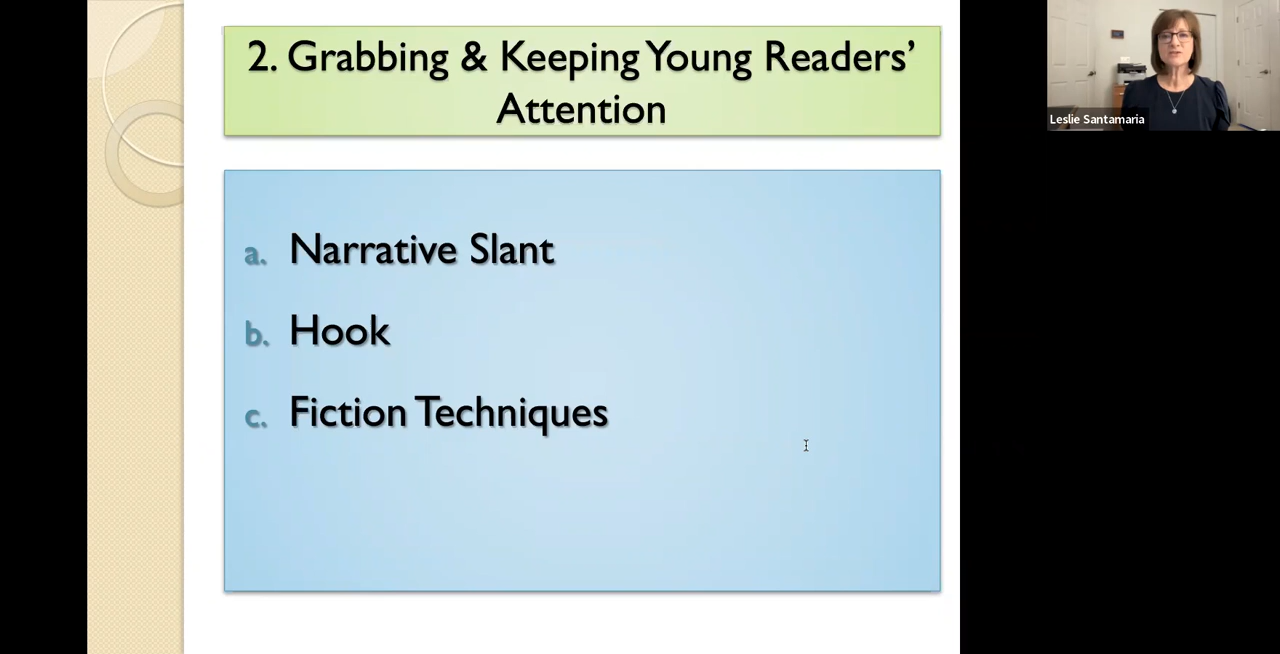 2. Grabbing & Keeping Young Readers’
Attention
a. Narrative Slant
b. Hook
c. Fiction Techniques
Leslie Santamaria